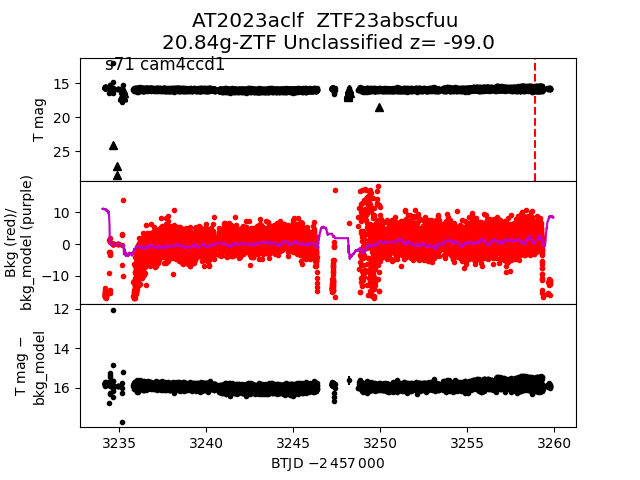 AT2023aclf  ZTF23abscfuu
20.84g-ZTF Unclassified z= -99.0
s71 cam4ccd1
T mag
15
20
25
Bkg (red)/
bkg_model (purple)
10
0
−10
T mag −
bkg_model
12
14
16
3235 3240 3245 3250 3255 3260
BTJD −2 457 000